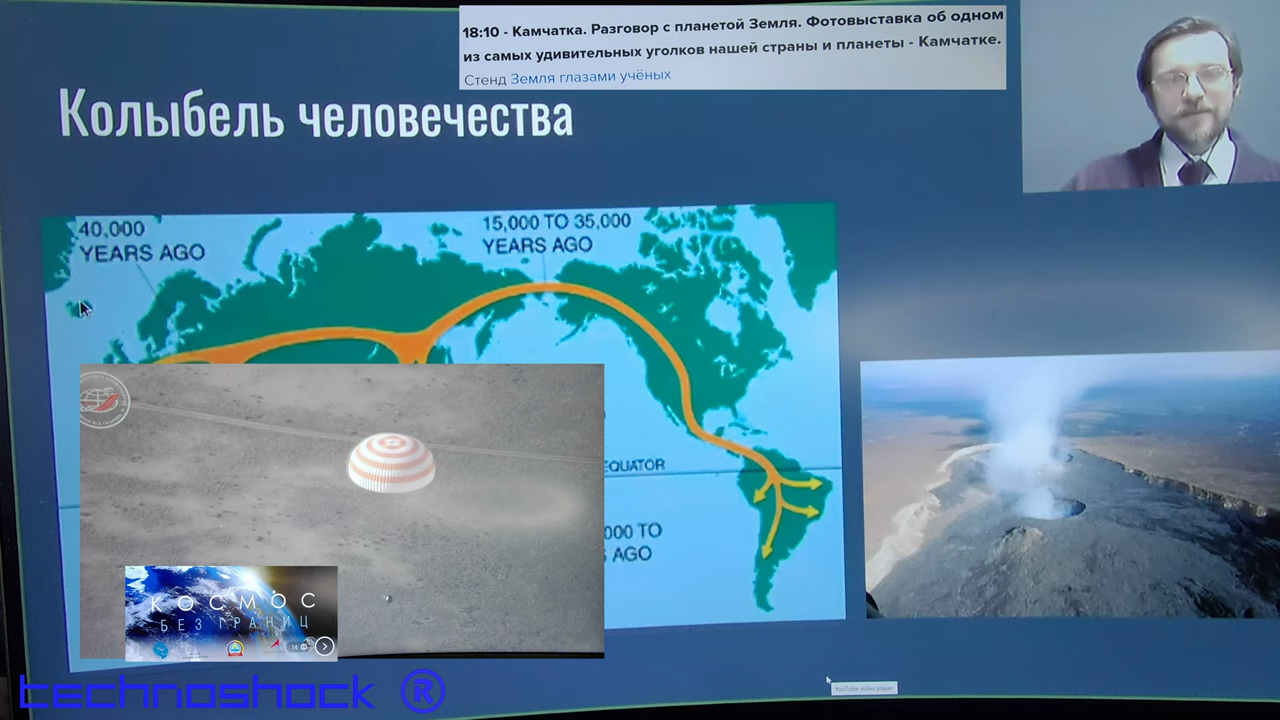 18:10 - Камчатка. Разговор с планетой Земля. Фотовыставка об одном
из самых удивительных уголков нашей страны и планеты - Камчатке.
Стенд Земля глазами учёных
Колыбель человечества
40,000
YEARS AGO
15,000 TO 35,000
YEARS AGO
EQUATOR
000 TO
AGO
КОСМОС
БЕЗ ГРАНИЦ
14
technoshock ®
YouTube video player